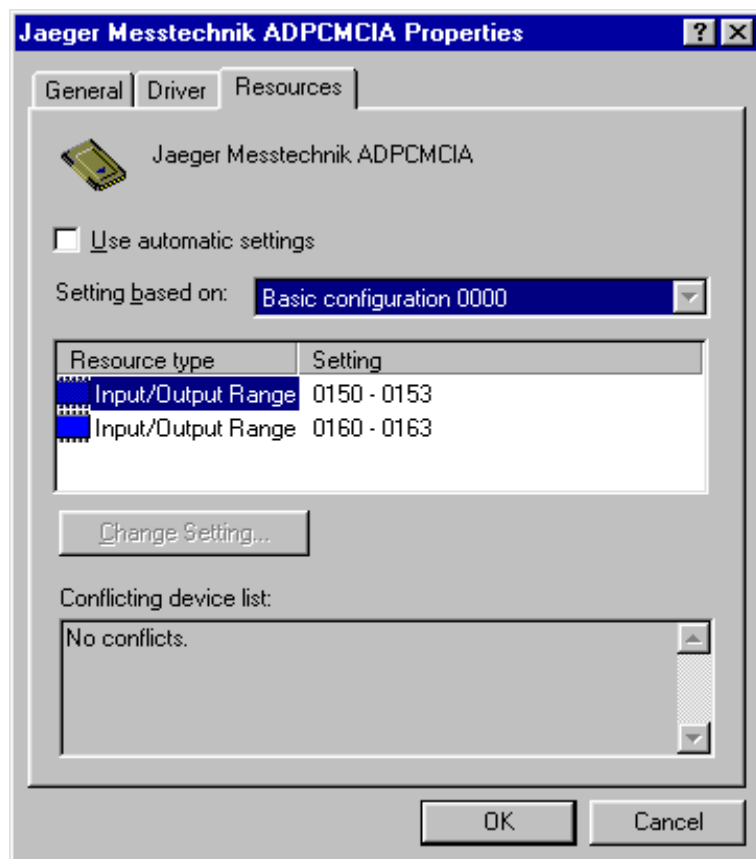 Jaeger Messtechnik ADPCMCIA Properties ? X
General Driver Resources
Jaeger Messtechnik ADPCMCIA
Use automatic settings
Setting based on: Basic configuration 0000
Resource type Setting
Input/Output Range 0150 - 0153
Input/Output Range 0160 - 0163
Change Setting...
Conflicting device list:
No conflicts.
OK Cancel